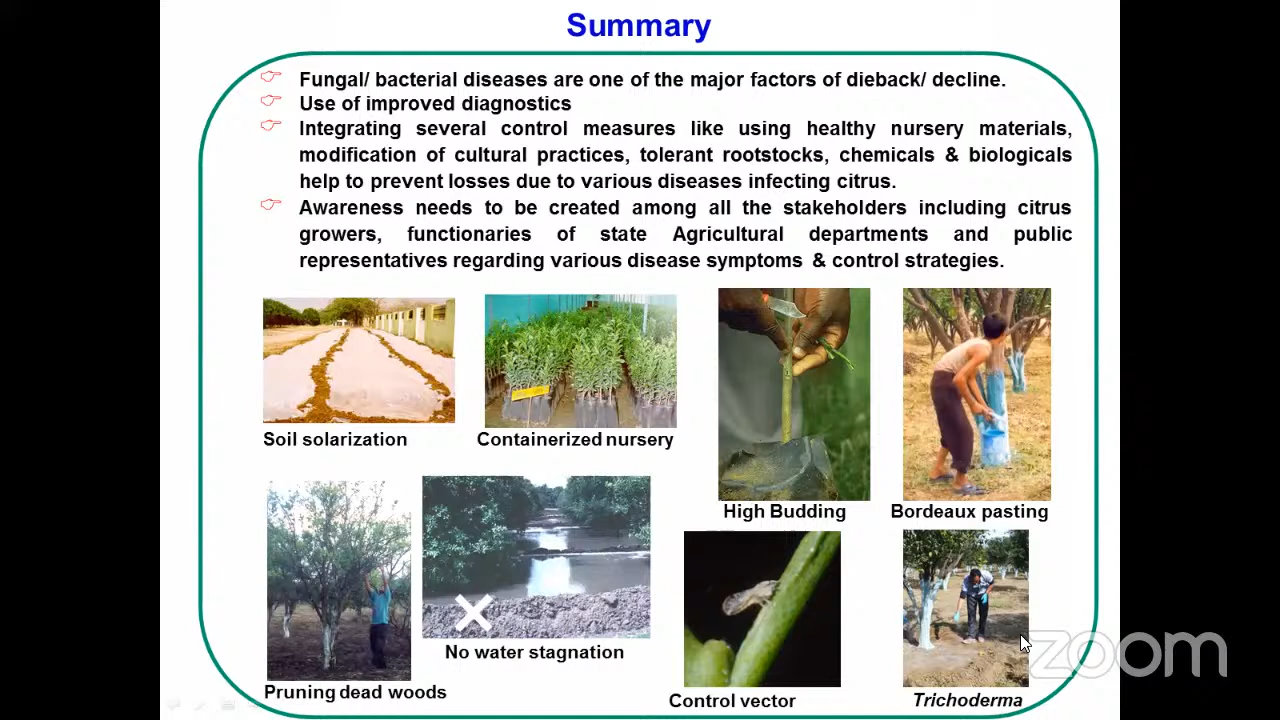 Summary
Fungal/ bacterial diseases are one of the major factors of dieback/ decline.
Use of improved diagnostics
Integrating several control measures like using healthy nursery materials,
modification of cultural practices, tolerant rootstocks, chemicals & biologicals
help to prevent losses due to various diseases infecting citrus.
Awareness needs to be created among all the stakeholders including citrus
growers, functionaries of state Agricultural departments and public
representatives regarding various disease symptoms & control strategies.
Soil solarization
Containerized nursery
High Budding
Bordeaux pasting
Pruning dead woods
No water stagnation
Control vector
Trichoderma
zoom